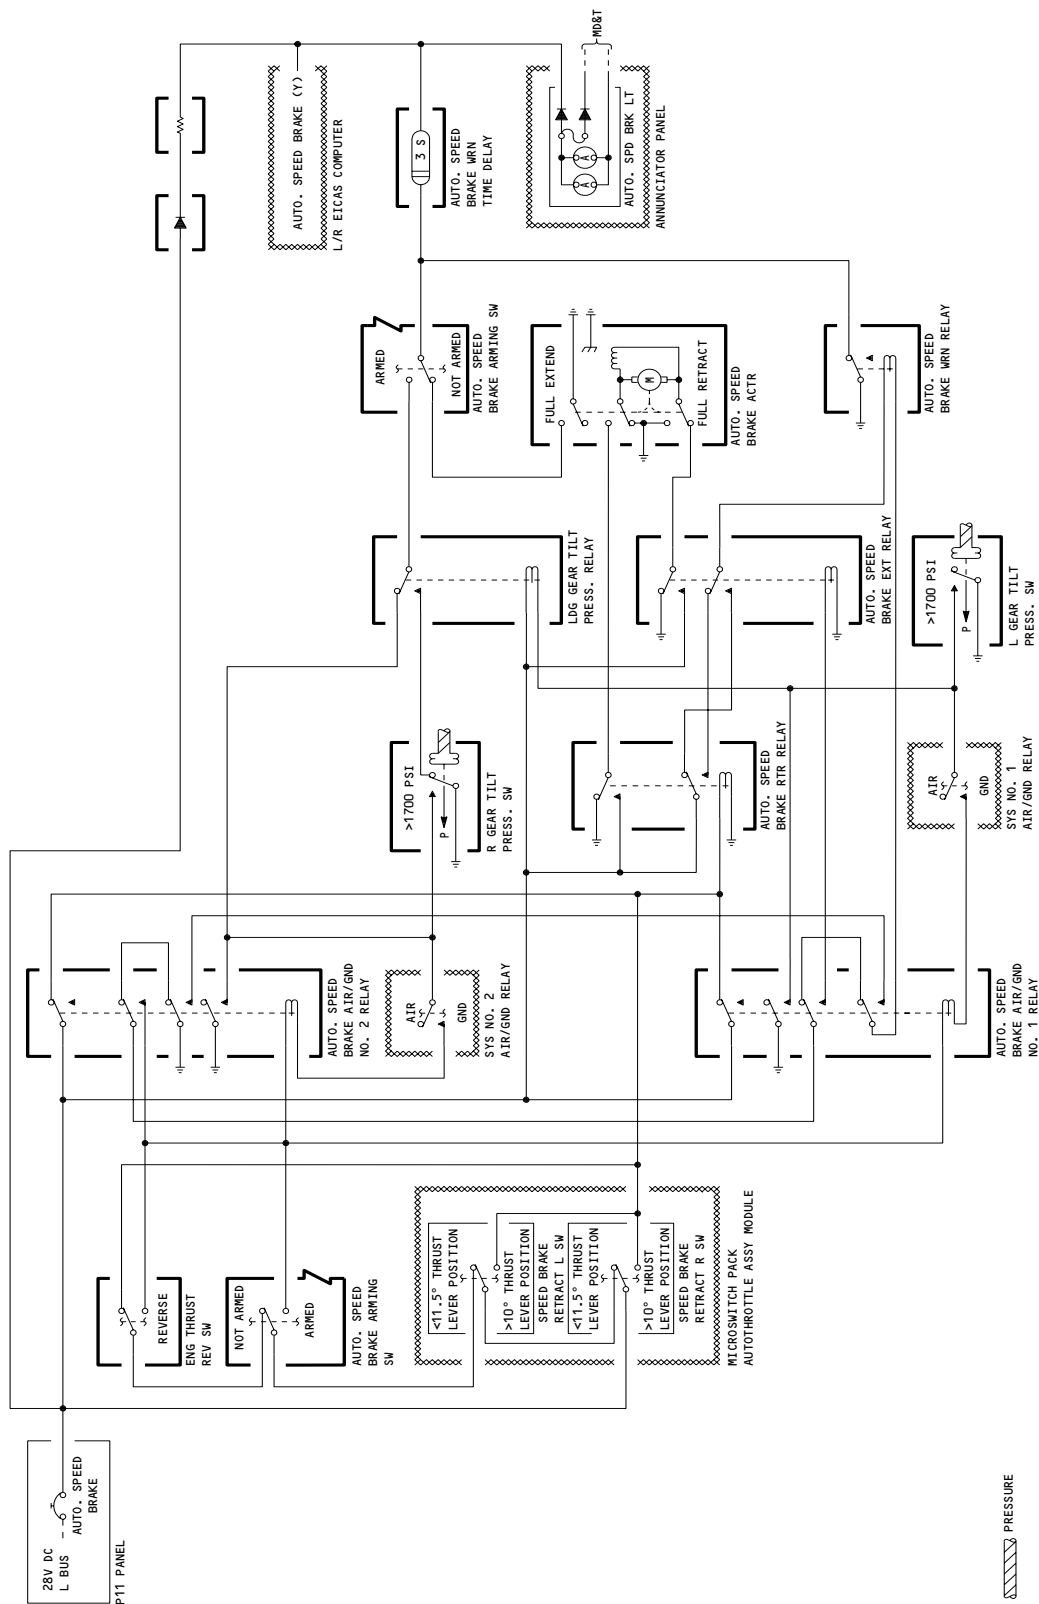 28V DC
L BUS
AUTO. SPEED
BRAKE
P11 PANEL
REVERSE
ENG THRUST
REV SW
NOT ARMED
ARMED
AUTO. SPEED
BRAKE ARMING
SW
<11.5° THRUST
LEVER POSITION
>10° THRUST
LEVER POSITION
SPEED BRAKE
RETRACT L SW
<11.5° THRUST
LEVER POSITION
>10° THRUST
LEVER POSITION
SPEED BRAKE
RETRACT R SW
MICROSWITCH PACK
AUTOTHROTTLE ASSY MODULE
AUTO. SPEED
BRAKE AIR/GND
NO. 2 RELAY
AIR
GND
SYS NO. 2
AIR/GND RELAY
AUTO. SPEED
BRAKE AIR/GND
NO. 1 RELAY
>1700 PSI
P
R GEAR TILT
PRESS. SW
AUTO. SPEED
BRAKE RTR RELAY
AIR
GND
SYS NO. 1
AIR/GND RELAY
LDG GEAR TILT
PRESS. RELAY
AUTO. SPEED
BRAKE EXT RELAY
>1700 PSI
P
L GEAR TILT
PRESS. SW
ARMED
NOT ARMED
AUTO. SPEED
BRAKE ARMING SW
FULL EXTEND
M
FULL RETRACT
AUTO. SPEED
BRAKE ACTR
AUTO. SPEED
BRAKE WRN RELAY
AUTO. SPEED BRAKE (Y)
L/R EICAS COMPUTER
3 S
AUTO. SPEED
BRAKE WRN
TIME DELAY
A
A
AUTO. SPD BRK LT
ANNUNCIATOR PANEL
MD&T
PRESSURE